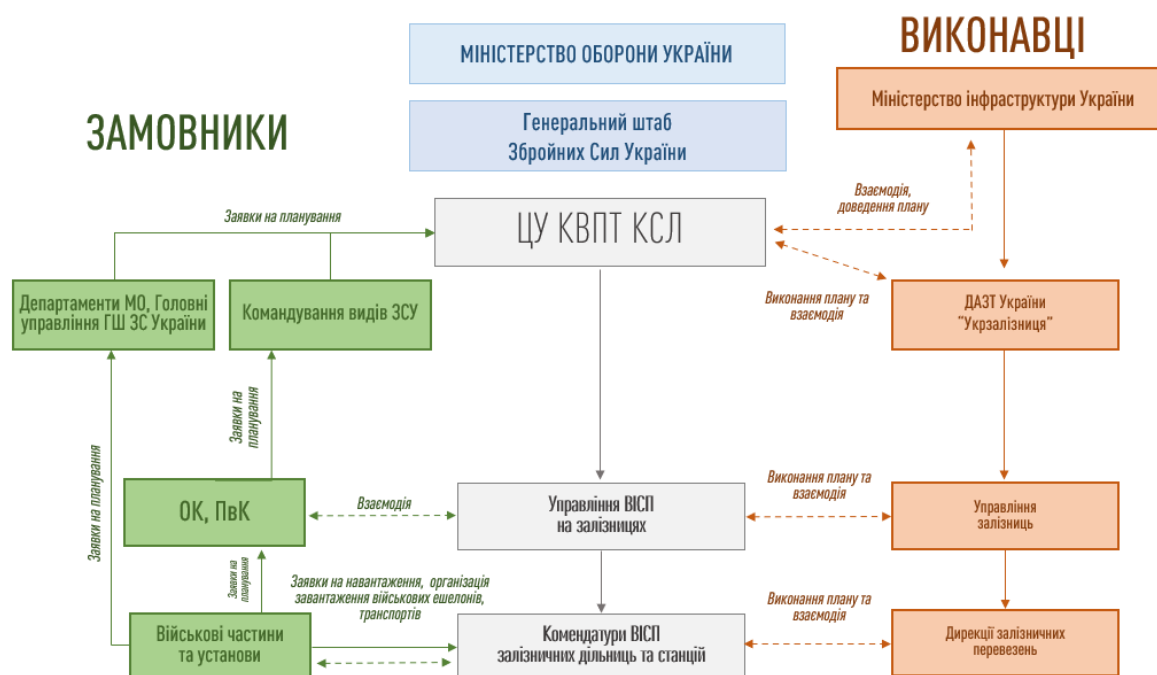 ВИКОНАВЦІ
МІНІСТЕРСТВО ОБОРОНИ УКРАЇНИ
Міністерство інфраструктури України
ЗАМОВНИКИ
Генеральний штаб
Збройних Сил України
Взаємодія,
доведення плану
Заявки на планування
ЦУ КВПТ КСЛ
Департаменти МО, Головні
управління ГШ ЗС України
Командування видів ЗСУ
Виконання плану та
взаємодія
ДАЗТ України
"Укрзалізниця"
Заявки на
планування
Заявки на планування
ОК, ПвК
Взаємодія
Управління ВІСП
на залізницях
Виконання плану та
взаємодія
Управління
залізниць
Заявки на
планування
Заявки на навантаження, організація
завантаження військових ешелонів,
транспортів
Військові частини
та установи
Комендатури ВІСП
залізничних дільниць та станцій
Виконання плану та
взаємодія
Дирекції залізничних
перевезень